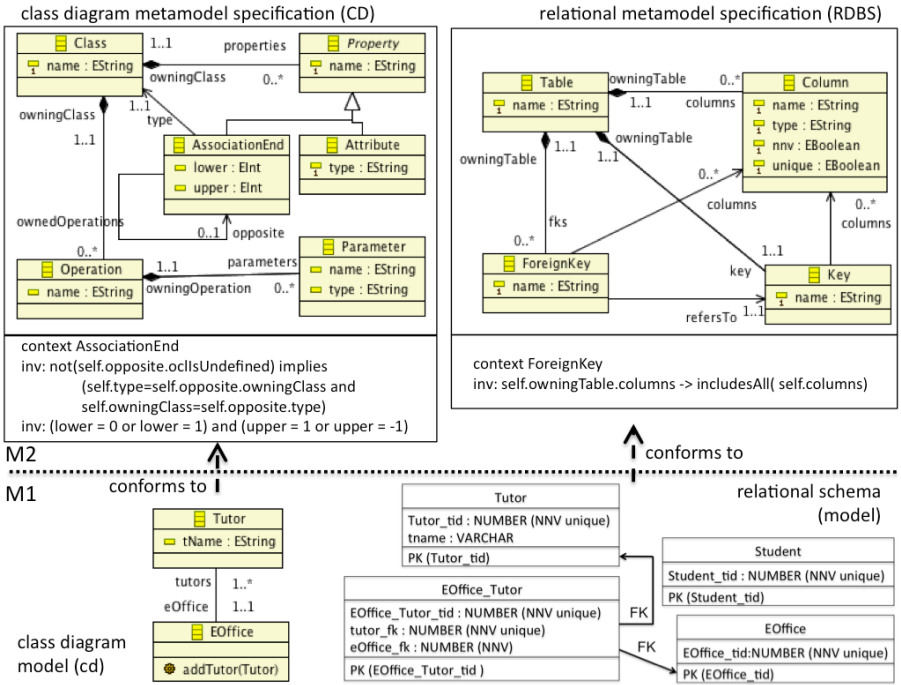 class diagram metamodel specification (CD)
Class
name : EString
1..1
owningClass
properties
0..*
Property
name : EString
owningClass
1..1
1..1
type
AssociationEnd
lower : EInt
upper : EInt
Attribute
type : EString
ownedOperations
0..*
0..1
opposite
Operation
name : EString
1..1
owningOperation
parameters
0..*
Parameter
name : EString
type : EString
context AssociationEnd
inv: not(self.opposite.oclIsUndefined) implies
(self.type=self.opposite.owningClass and
self.owningClass=self.opposite.type)
inv: (lower = 0 or lower = 1) and (upper = 1 or upper = -1)
relational metamodel specification (RDBS)
Table
name : EString
owningTable
1..1
0..*
columns
Column
name : EString
type : EString
nnv : EBoolean
unique : EBoolean
owningTable
1..1
owningTable
1..1
0..*
columns
0..*
columns
fks
0..*
ForeignKey
name : EString
1..1
key
refersTo
1..1
Key
name : EString
context ForeignKey
inv: self.owningTable.columns -> includesAll( self.columns)
M2
conforms to
M1
conforms to
Tutor
tName : EString
tutors
1..*
eOffice
1..1
EOffice
addTutor(Tutor)
class diagram
model (cd)
relational schema
(model)
Tutor
Tutor_tid : NUMBER (NNV unique)
tname : VARCHAR
PK (Tutor_tid)
Student
Student_tid : NUMBER (NNV unique)
PK (Student_tid)
EOffice_Tutor
EOffice_Tutor_tid : NUMBER (NNV unique)
tutor_fk : NUMBER (NNV unique)
eOffice_fk : NUMBER (NNV)
PK (EOffice_Tutor_tid )
FK
FK
EOffice
EOffice_tid:NUMBER (NNV unique)
PK (EOffice_tid)